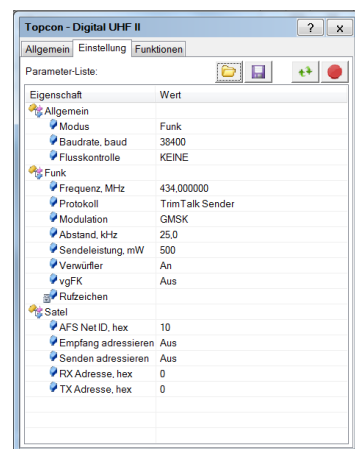 Topcon - Digital UHF II ? x
Allgemein Einstellung Funktionen
Parameter-Liste:
Eigenschaft Wert
Allgemein
Modus Funk
Baudrate, baud 38400
Flusskontrolle KEINE
Funk
Frequenz, MHz 434,000000
Protokoll TrimTalk Sender
Modulation GMSK
Abstand, kHz 25,0
Sendeleistung, mW 500
Verwürfler An
vgFK Aus
Rufzeichen
Satel
AFS Net ID, hex 10
Empfang adressieren Aus
Senden adressieren Aus
RX Adresse, hex 0
TX Adresse, hex 0